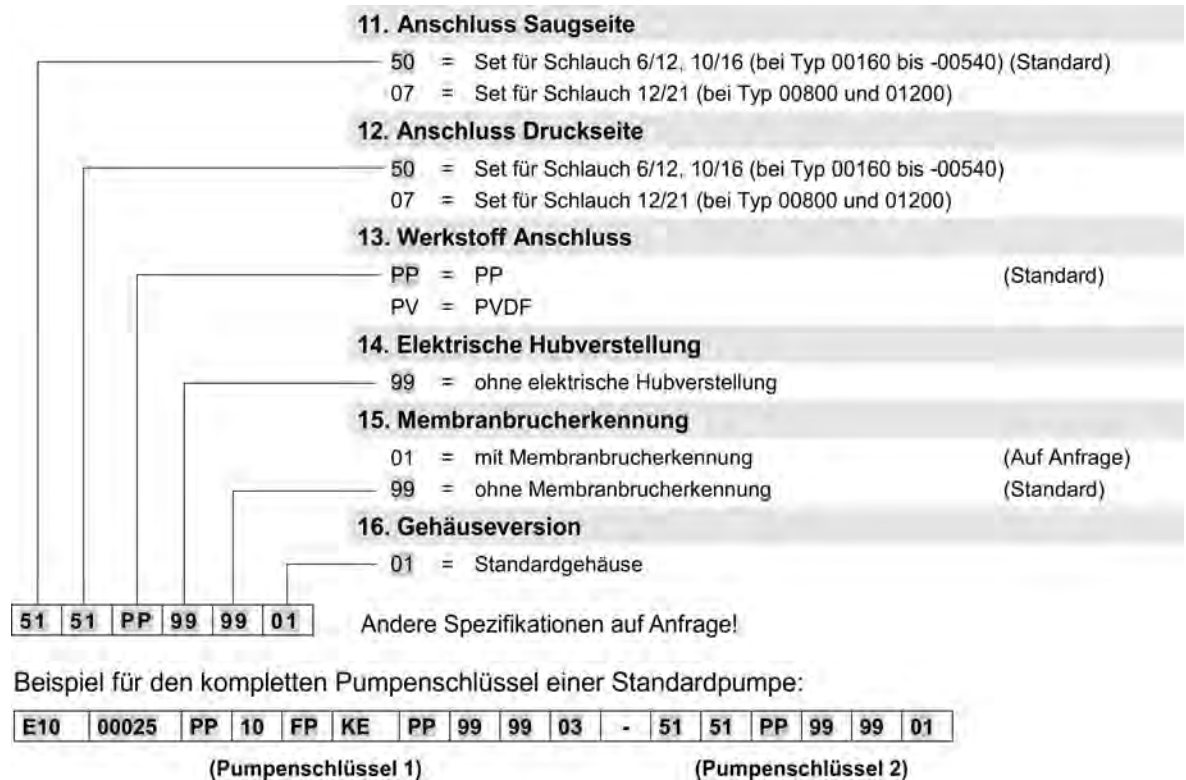 11. Anschluss Saugseite
50 = Set für Schlauch 6/12, 10/16 (bei Typ 00160 bis -00540) (Standard)
07 = Set für Schlauch 12/21 (bei Typ 00800 und 01200)
12. Anschluss Druckseite
50 = Set für Schlauch 6/12, 10/16 (bei Typ 00160 bis -00540)
07 = Set für Schlauch 12/21 (bei Typ 00800 und 01200)
13. Werkstoff Anschluss
PP = PP (Standard)
PV = PVDF
14. Elektrische Hubverstellung
99 = ohne elektrische Hubverstellung
15. Membranbrucherkennung
01 = mit Membranbrucherkennung (Auf Anfrage)
99 = ohne Membranbrucherkennung (Standard)
16. Gehäuseversion
01 = Standardgehäuse
51 51 PP 99 99 01 Andere Spezifikationen auf Anfrage!
Beispiel für den kompletten Pumpenschlüssel einer Standardpumpe:
E10 00025 PP 10 FP KE PP 99 99 03 - 51 51 PP 99 99 01
(Pumpenschlüssel 1) (Pumpenschlüssel 2)